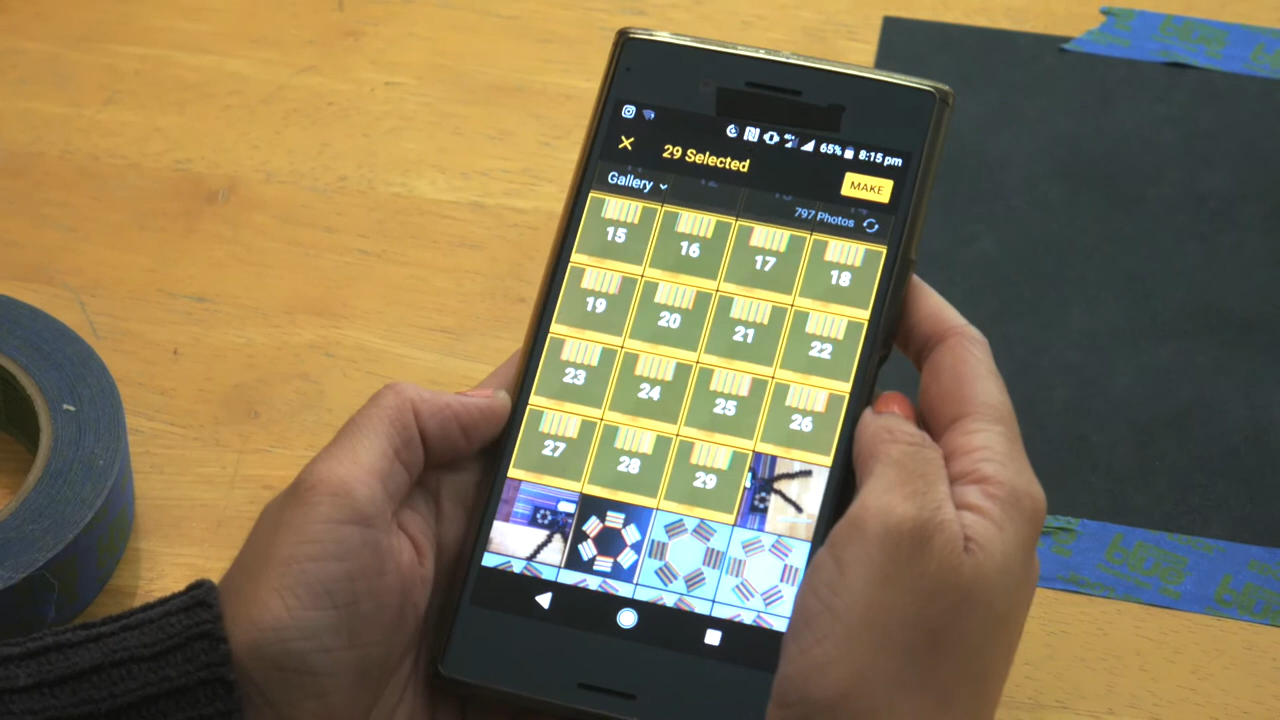 65% 8:15 pm
29 Selected
MAKE
Gallery
797 Photos
15 16 17 18
19 20 21 22
23 24 25 26
27 28 29